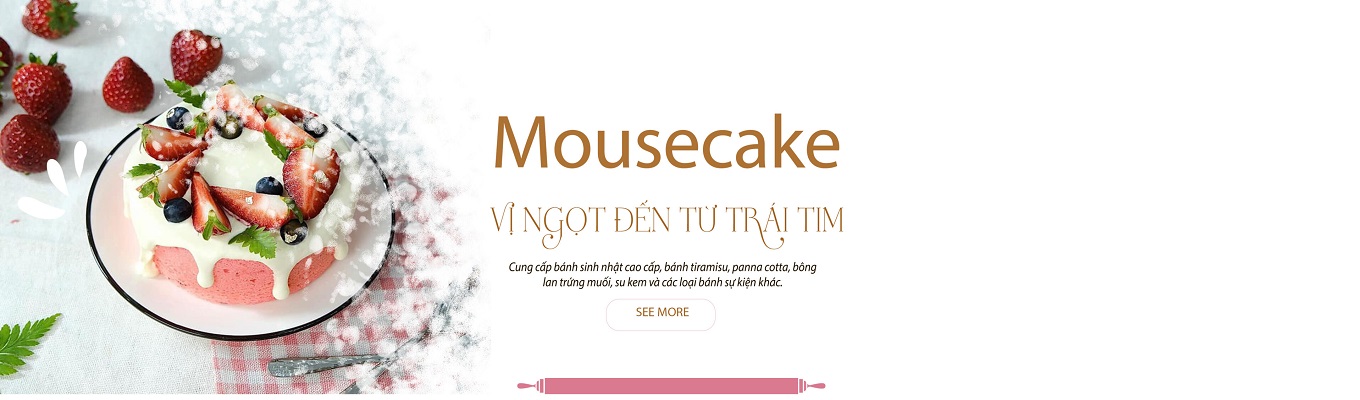 Mousecake
VỊ NGỌT ĐẾN TỪ TRÁI TIM
Cung cấp bánh sinh nhật cao cấp, bánh tiramisu, panna cotta, bông
lan trứng muối, su kem và các loại bánh sự kiện khác.
SEE MORE